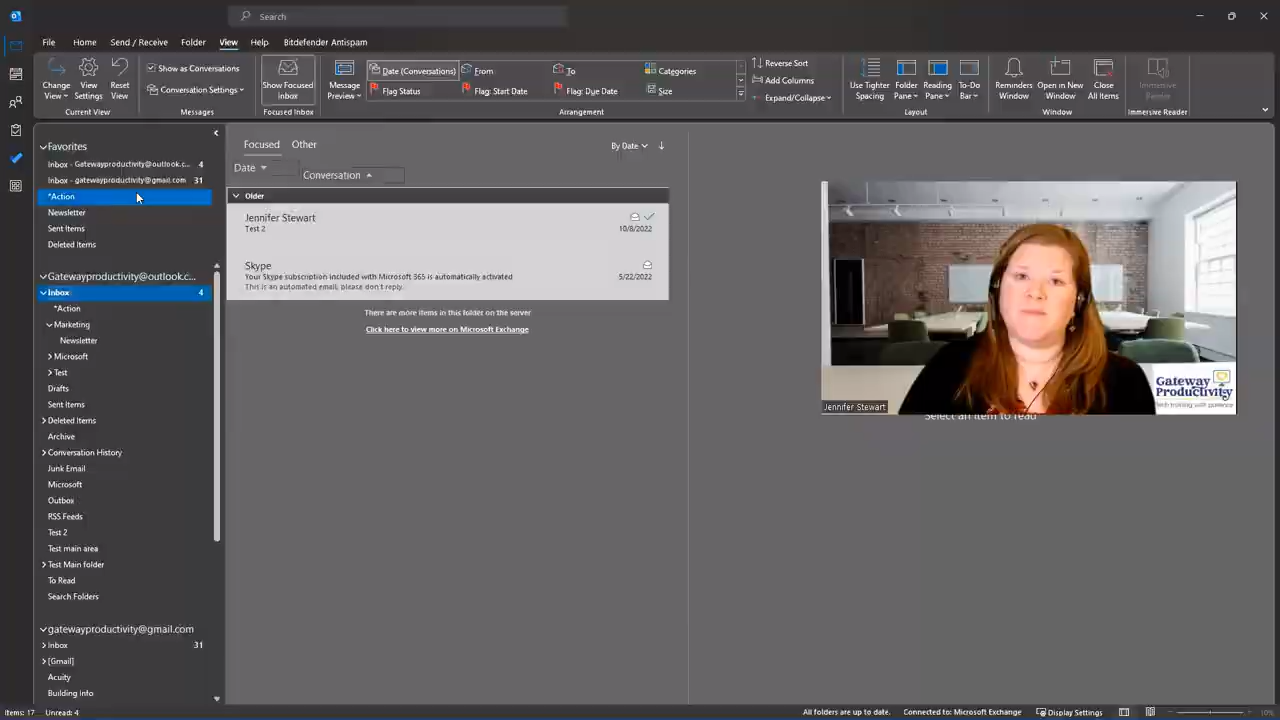 Search
File Home Send / Receive Folder View Help Bitdefender Antispam
Change View
View Settings
Reset View
Current View
Show as Conversations
Conversation Settings
Messages
Show Focused Inbox
Focused Inbox
Message Preview
Date (Conversations) From To Categories
Flag Status Flag: Start Date Flag: Due Date Size
Reverse Sort
Add Columns
Expand/Collapse
Arrangement
Use Tighter Spacing
Folder Pane
Reading Pane
To-Do Bar
Layout
Reminders Window
Open in New Window
Close All Items
Window
Immersive Reader
Immersive Reader
Favorites
Inbox - Gatewayproductivity@outlook.c... 4
Inbox - gatewayproductivity@gmail.com 31
*Action
Newsletter
Sent Items
Deleted Items
Gatewayproductivity@outlook.c...
Inbox 4
*Action
Marketing
Newsletter
Microsoft
Test
Drafts
Sent Items
Deleted Items
Archive
Conversation History
Junk Email
Microsoft
Outbox
RSS Feeds
Test 2
Test main area
Test Main folder
To Read
Search Folders
gatewayproductivity@gmail.com
Inbox 31
[Gmail]
Acuity
Building Info
Focused Other
By Date
Date
Conversation
Older
Jennifer Stewart
Test 2 10/8/2022
Skype
Your Skype subscription included with Microsoft 365 is automatically activated 5/22/2022
This is an automated email, please don't reply.
There are more items in this folder on the server
Click here to view more on Microsoft Exchange
Jennifer Stewart
Gateway
Productivity
Tech training with patience
Select an item to read
Items: 17 Unread: 4
All folders are up to date. Connected to: Microsoft Exchange Display Settings 10%